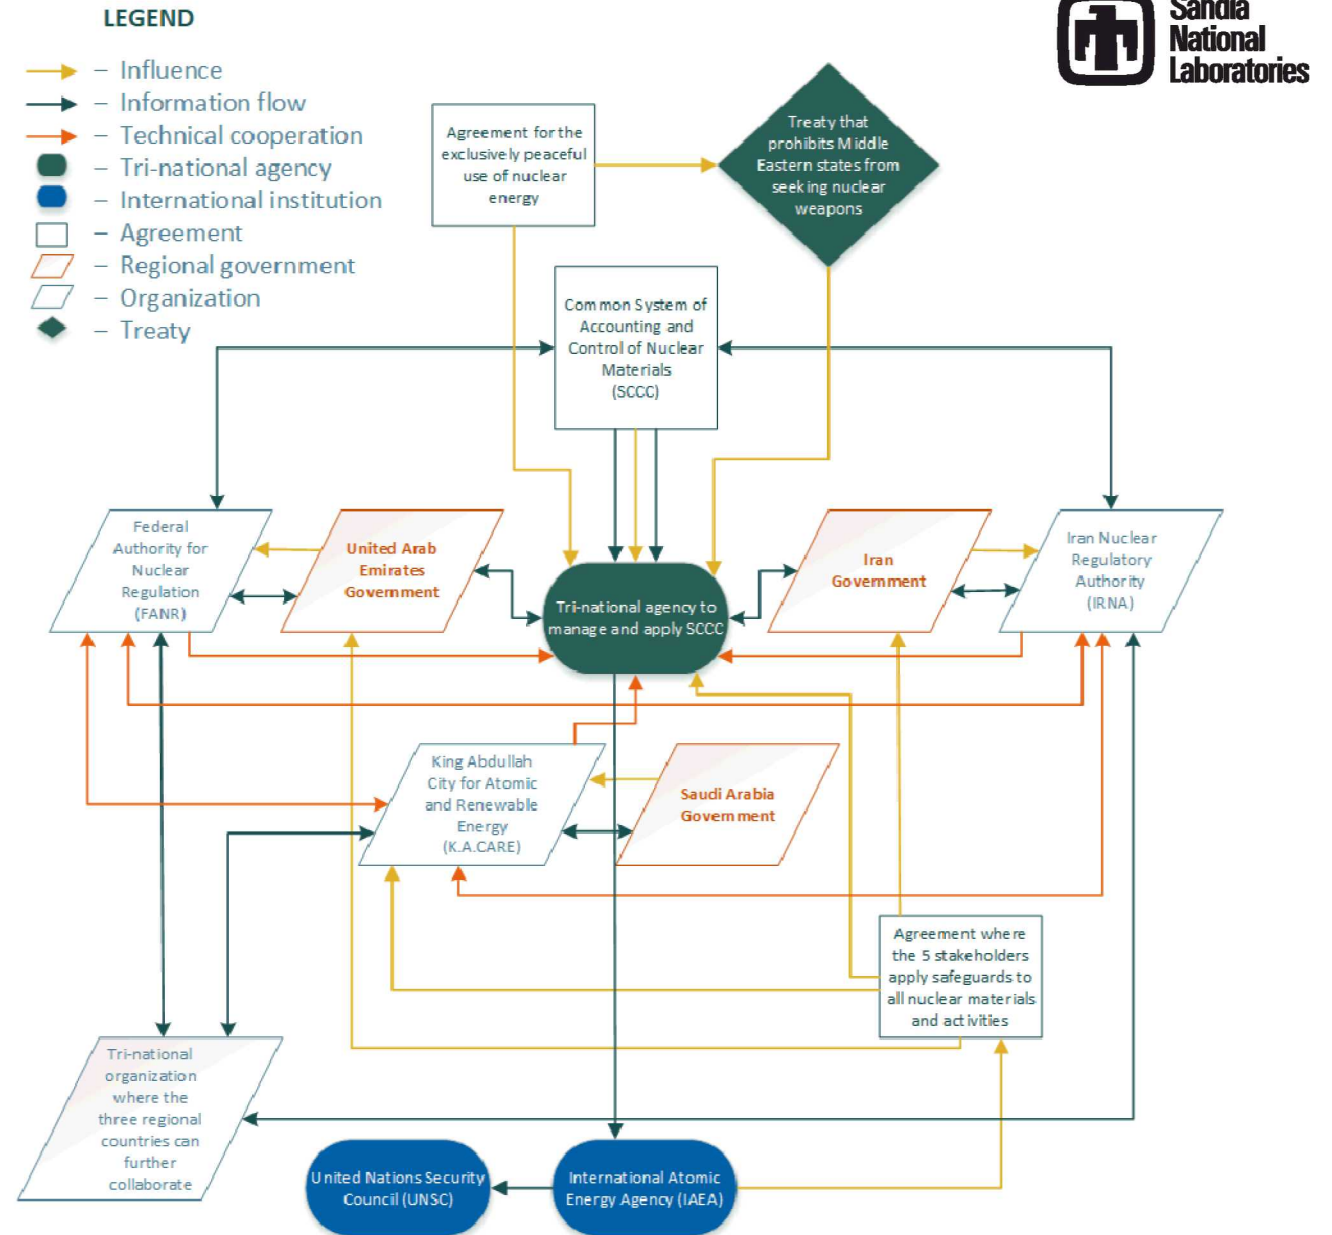 LEGEND
– Influence
– Information flow
– Technical cooperation
– Tri-national agency
– International institution
– Agreement
– Regional government
– Organization
– Treaty
Sandia
National
Laboratories
Agreement for the
exclusively peaceful
use of nuclear
energy
Treaty that
prohibits Middle
Eastern states from
seeking nuclear
weapons
Common System of
Accounting and
Control of Nuclear
Materials
(SCCC)
Federal
Authority for
Nuclear
Regulation
(FANR)
United Arab
Emirates
Government
Tri-national agency to
manage and apply SCCC
Iran
Government
Iran Nuclear
Regulatory
Authority
(IRNA)
King Abdullah
City for Atomic
and Renewable
Energy
(K.A.CARE)
Saudi Arabia
Government
Agreement where
the 5 stakeholders
apply safeguards to
all nuclear materials
and activities
Tri-national
organization
where the
three regional
countries can
further
collaborate
United Nations Security
Council (UNSC)
International Atomic
Energy Agency (IAEA)